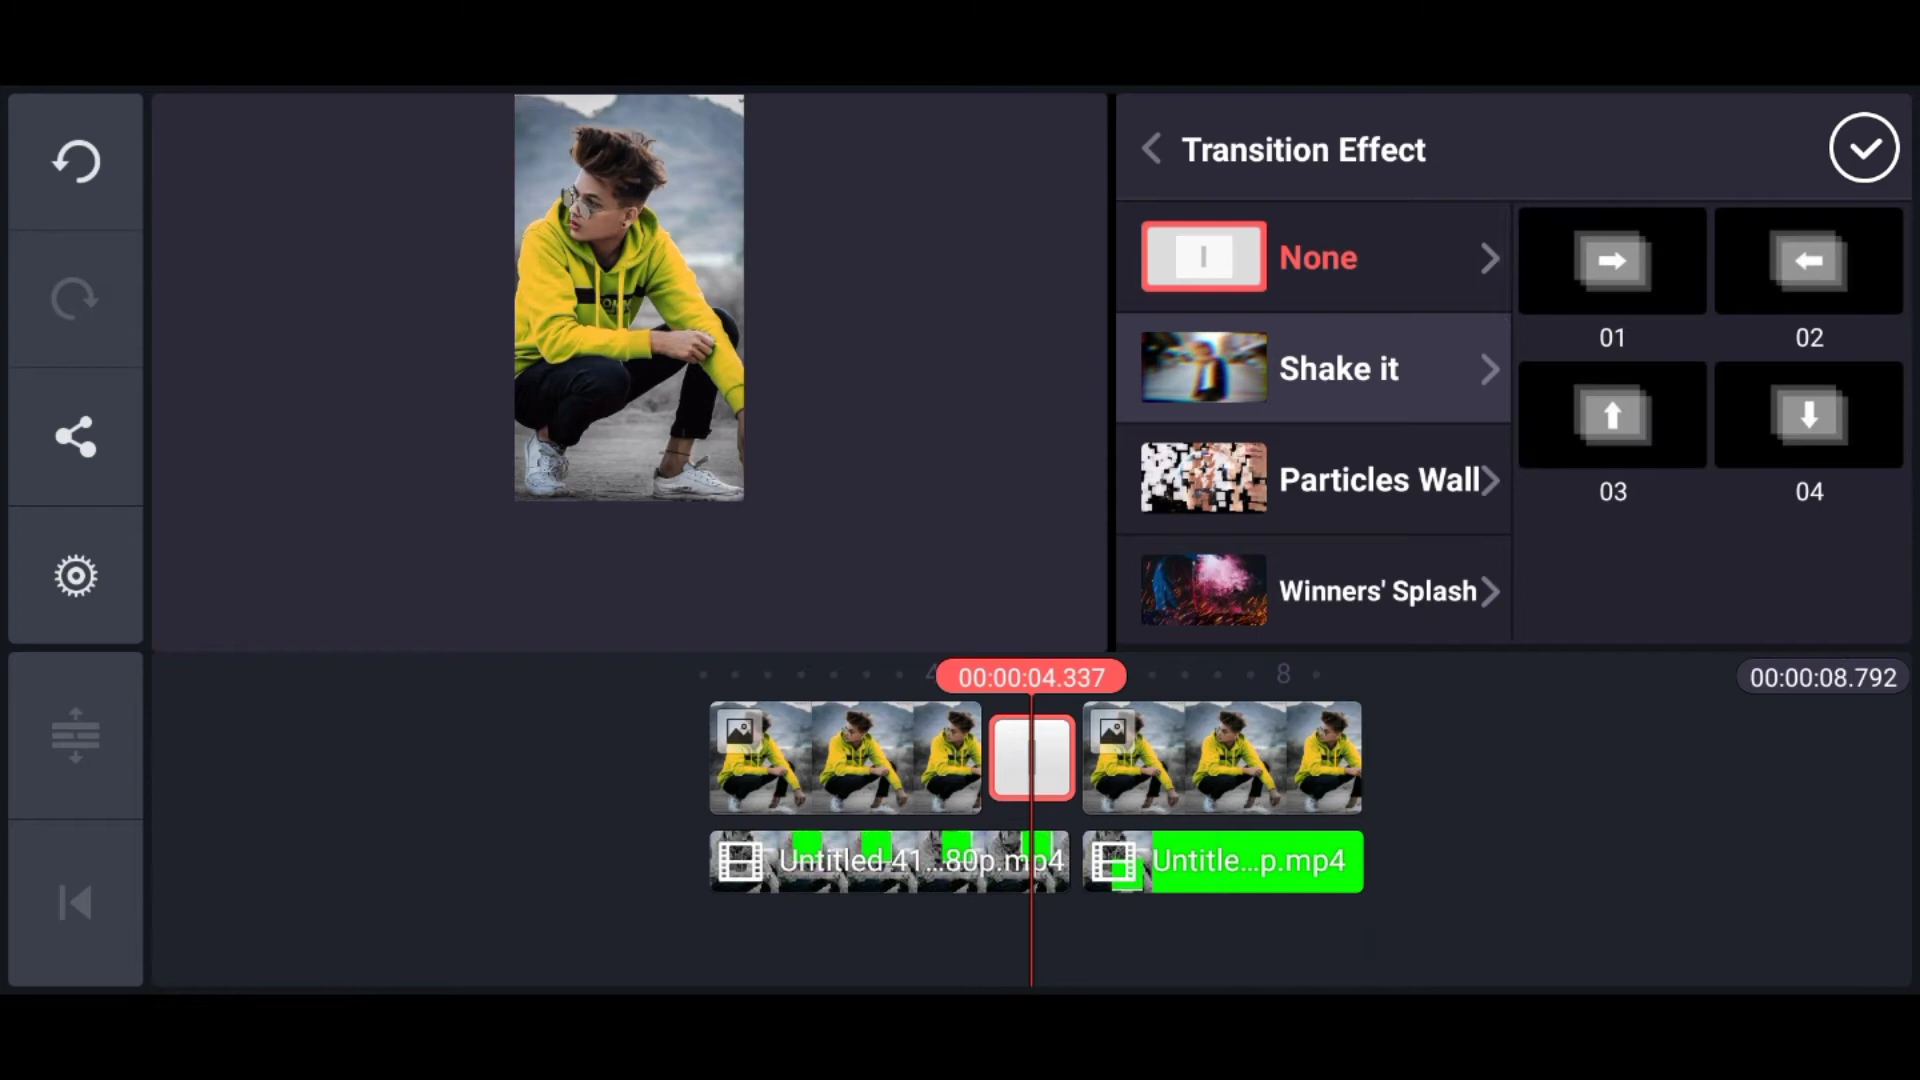 Transition Effect
None
Shake it
Particles Wall
Winners' Splash
01
02
03
04
4
00:00:04.337
8
00:00:08.792
Untitled 41...80p.mp4
Untitle...p.mp4